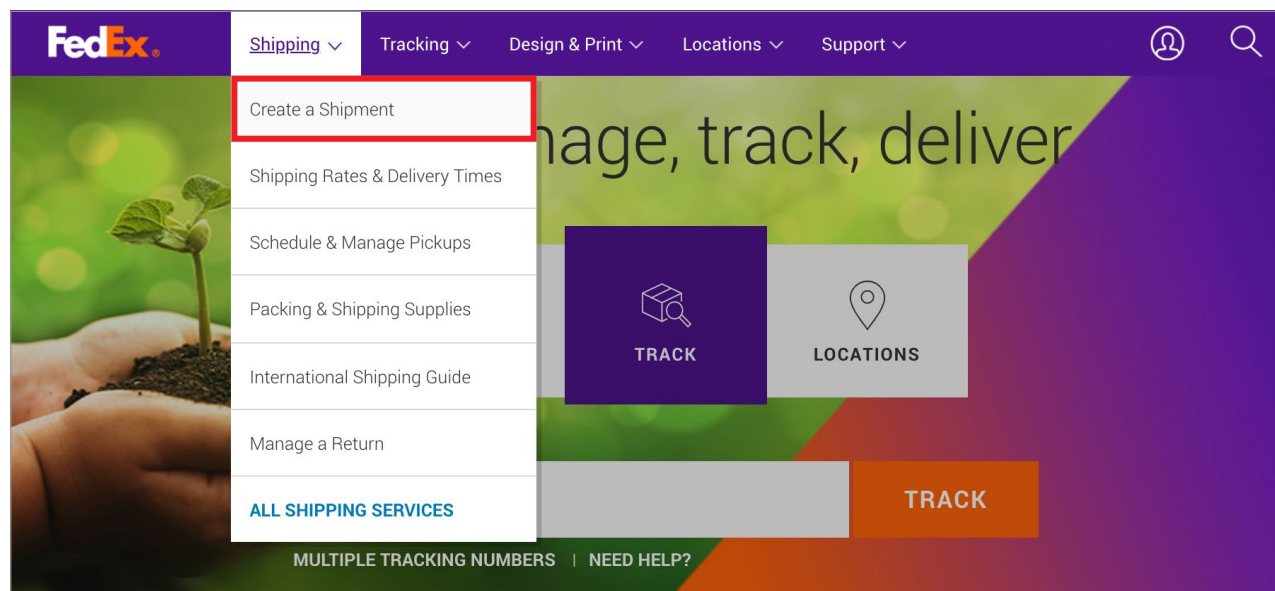 FedEx®
Shipping Tracking Design & Print Locations Support
Create a Shipment
Shipping Rates & Delivery Times
Schedule & Manage Pickups
Packing & Shipping Supplies
International Shipping Guide
Manage a Return
ALL SHIPPING SERVICES
track, deliver
TRACK
LOCATIONS
TRACK
MULTIPLE TRACKING NUMBERS | NEED HELP?